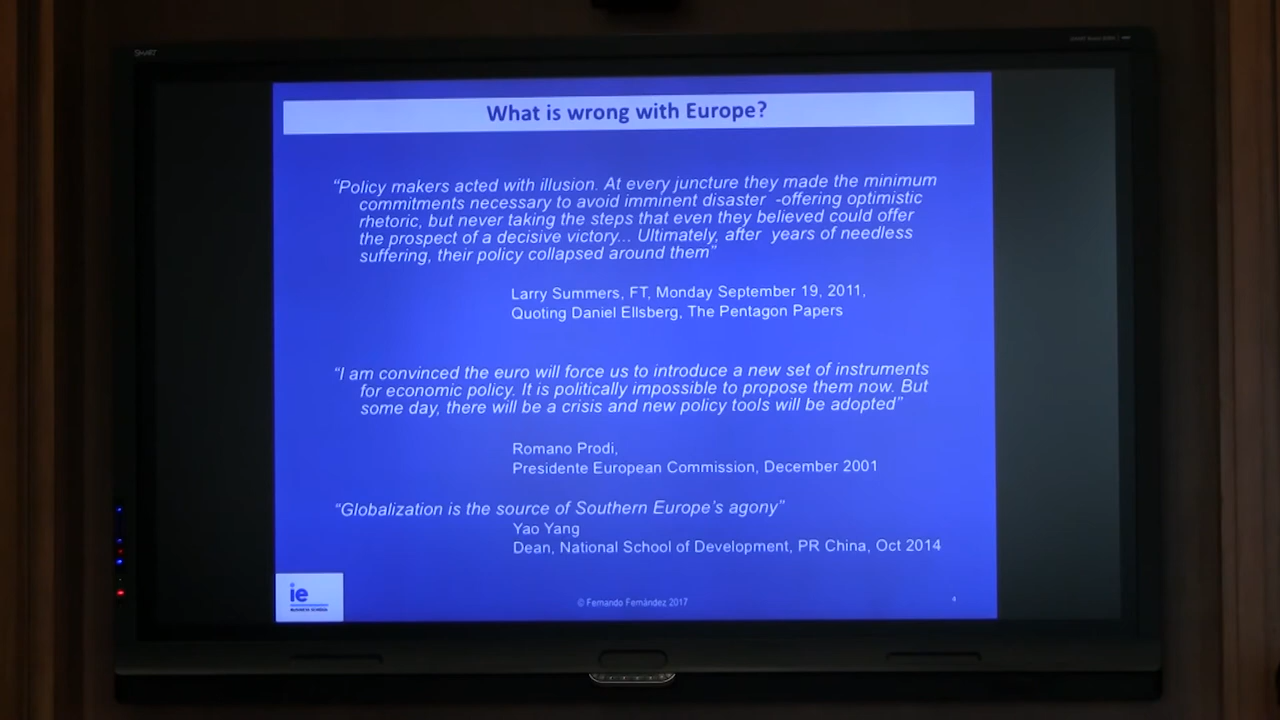 SMART
What is wrong with Europe?
“Policy makers acted with illusion. At every juncture they made the minimum
commitments necessary to avoid imminent disaster -offering optimistic
rhetoric, but never taking the steps that even they believed could offer
the prospect of a decisive victory... Ultimately, after years of needless
suffering, their policy collapsed around them”
Larry Summers, FT, Monday September 19, 2011,
Quoting Daniel Ellsberg, The Pentagon Papers
“I am convinced the euro will force us to introduce a new set of instruments
for economic policy. It is politically impossible to propose them now. But
some day, there will be a crisis and new policy tools will be adopted”
Romano Prodi,
Presidente European Commission, December 2001
“Globalization is the source of Southern Europe’s agony”
Yao Yang
Dean, National School of Development, PR China, Oct 2014
ie
BUSINESS SCHOOL
© Fernando Fernández 2017
4